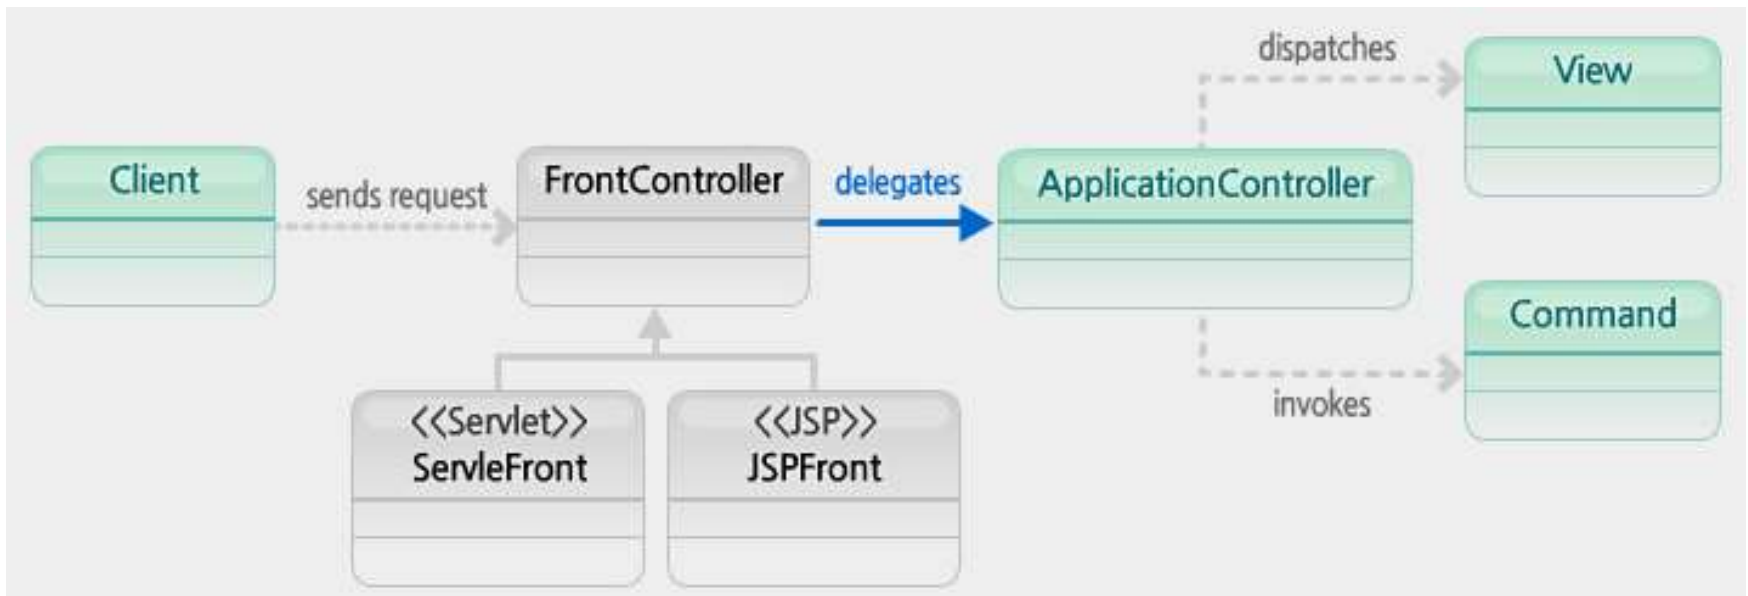 dispatches
View
Client
sends request
FrontController
delegates
ApplicationController
Command
invokes
<<Servlet>>
ServleFront
<<JSP>>
JSPFront